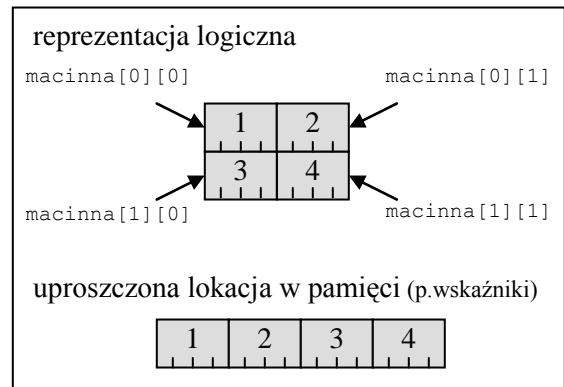 reprezentacja logiczna
macinna[0][0] macinna[0][1]
1 2
3 4
macinna[1][0] macinna[1][1]
uproszczona lokacja w pamięci (p.wskaźniki)
1 2 3 4